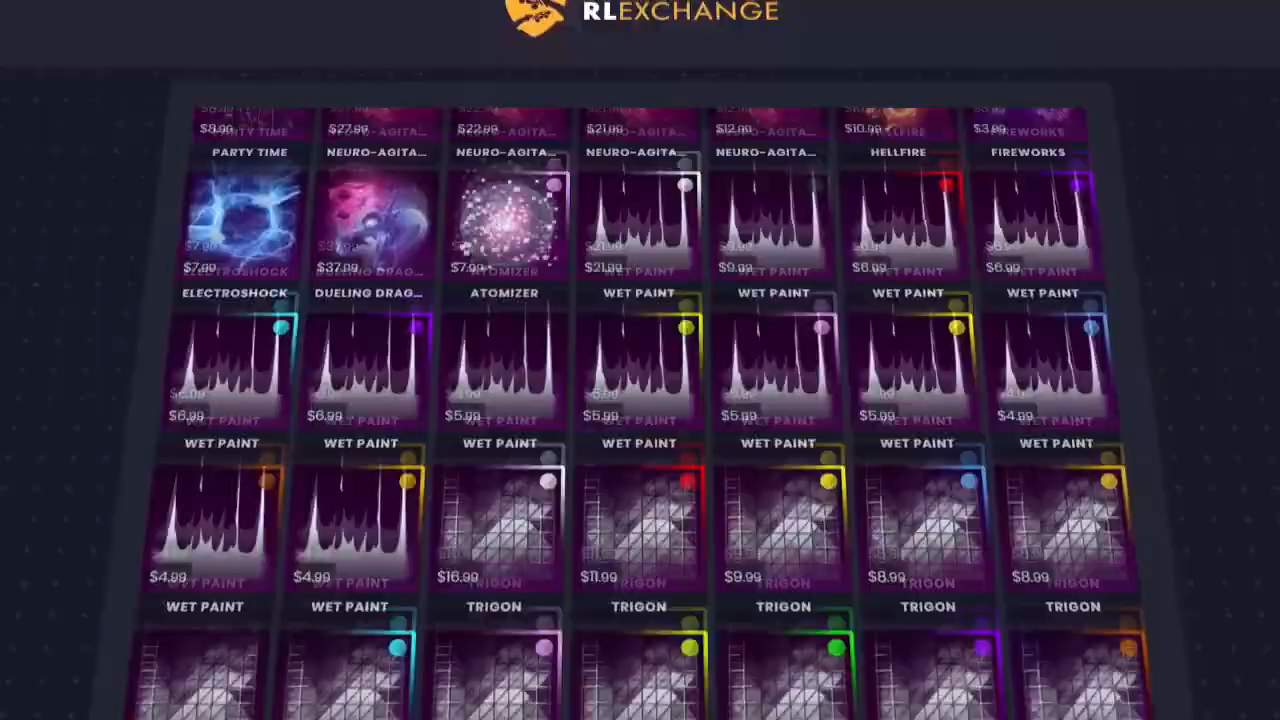 RLEXCHANGE
$8.99 $27.99 $22.99 $21.99 $12.99 $10.99 $3.99
PARTY TIME NEURO-AGITA... NEURO-AGITA... NEURO-AGITA... NEURO-AGITA... HELLFIRE FIREWORKS
$7.99 $37.99 $7.99 $21.99 $9.99 $6.99 $6.99
ELECTROSHOCK DUELING DRAG... ATOMIZER WET PAINT WET PAINT WET PAINT WET PAINT
$6.99 $6.99 $5.99 $5.99 $5.99 $5.99 $4.99
WET PAINT WET PAINT WET PAINT WET PAINT WET PAINT WET PAINT WET PAINT
$4.99 $4.99 $16.99 $11.99 $9.99 $8.99 $8.99
WET PAINT WET PAINT TRIGON TRIGON TRIGON TRIGON TRIGON